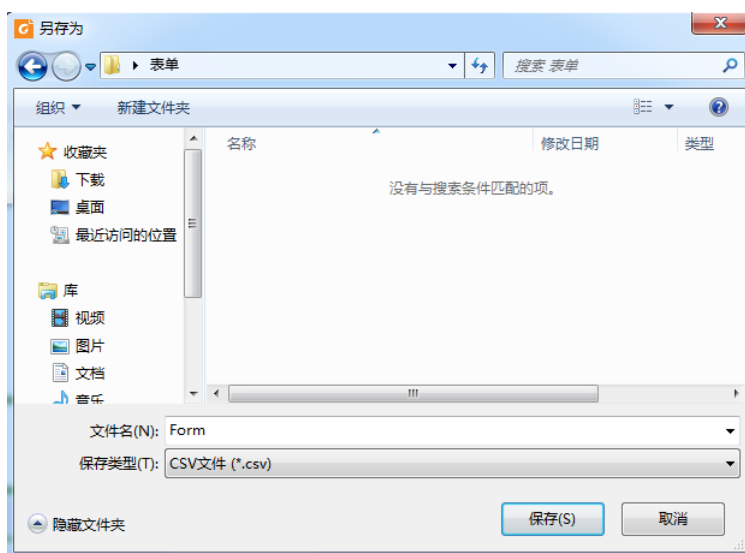 另存为
表单
搜索 表单
组织 新建文件夹
收藏夹
下载
桌面
最近访问的位置
库
视频
图片
文档
音乐
名称 修改日期 类型
没有与搜索条件匹配的项。
文件名(N): Form
保存类型(T): CSV文件 (*.csv)
隐藏文件夹 保存(S) 取消